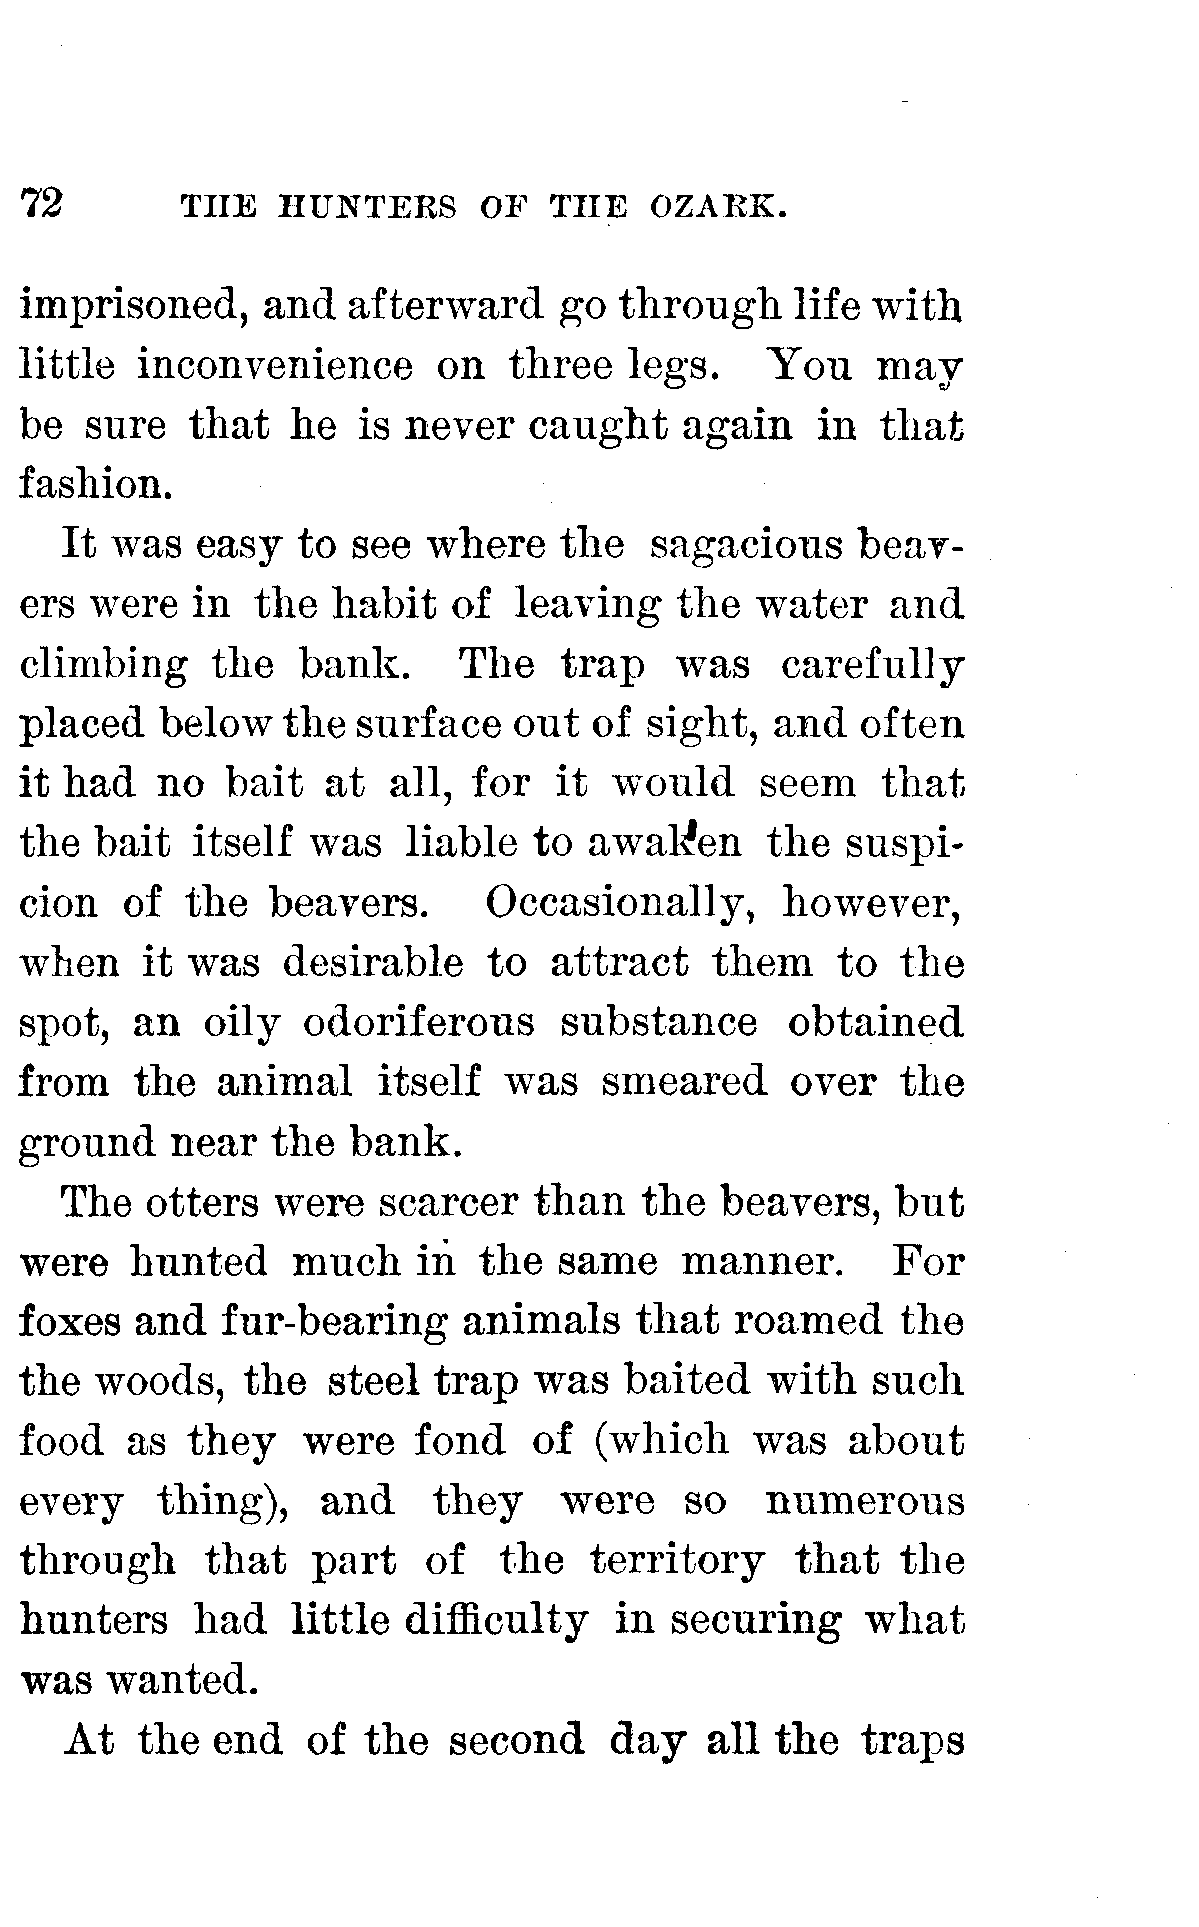 72 THE HUNTERS OF THE OZARK.
imprisoned, and afterward go through life with
little inconvenience on three legs. You may
be sure that he is never caught again in that
fashion.
It was easy to see where the sagacious beav-
ers were in the habit of leaving the water and
climbing the bank. The trap was carefully
placed below the surface out of sight, and often
it had no bait at all, for it would seem that
the bait itself was liable to awaken the suspi-
cion of the beavers. Occasionally, however,
when it was desirable to attract them to the
spot, an oily odoriferous substance obtained
from the animal itself was smeared over the
ground near the bank.
The otters were scarcer than the beavers, but
were hunted much in the same manner. For
foxes and fur-bearing animals that roamed the
the woods, the steel trap was baited with such
food as they were fond of (which was about
every thing), and they were so numerous
through that part of the territory that the
hunters had little difficulty in securing what
was wanted.
At the end of the second day all the traps